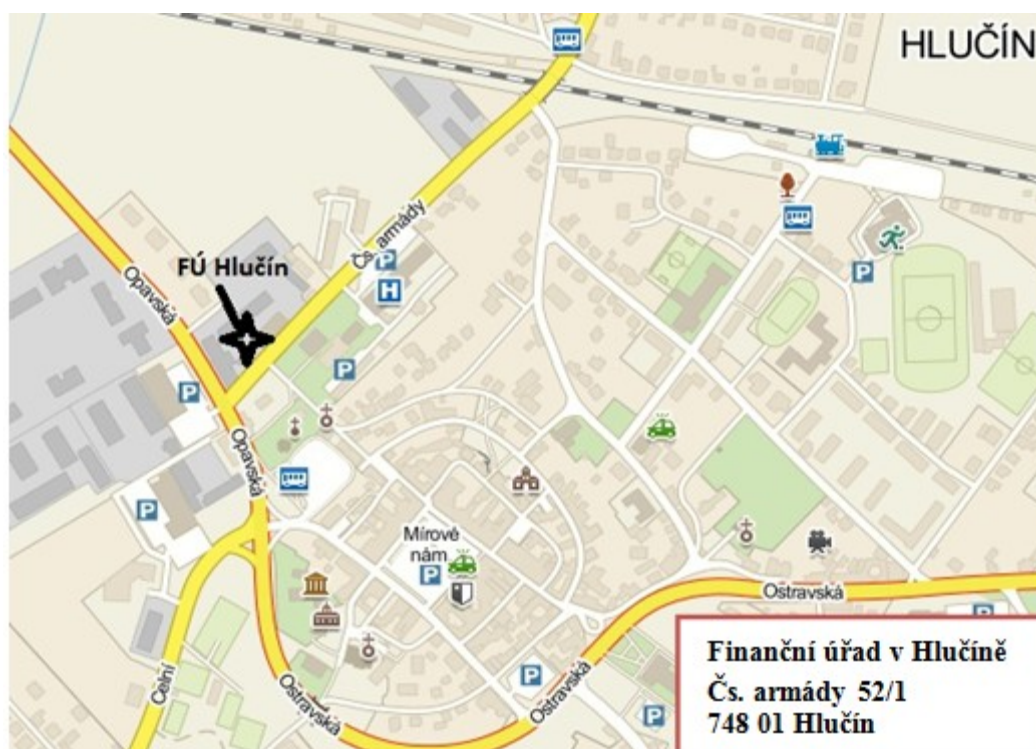 HLUČÍN
Čs. armády
FÚ Hlučín
Opavská
P
H
P
P
P
Opavská
P
Mírové
nám
P
Ostravská
Celní
Ostravská
P
Ostravská
P
P
Finanční úřad v Hlučíně
Čs. armády 52/1
748 01 Hlučín